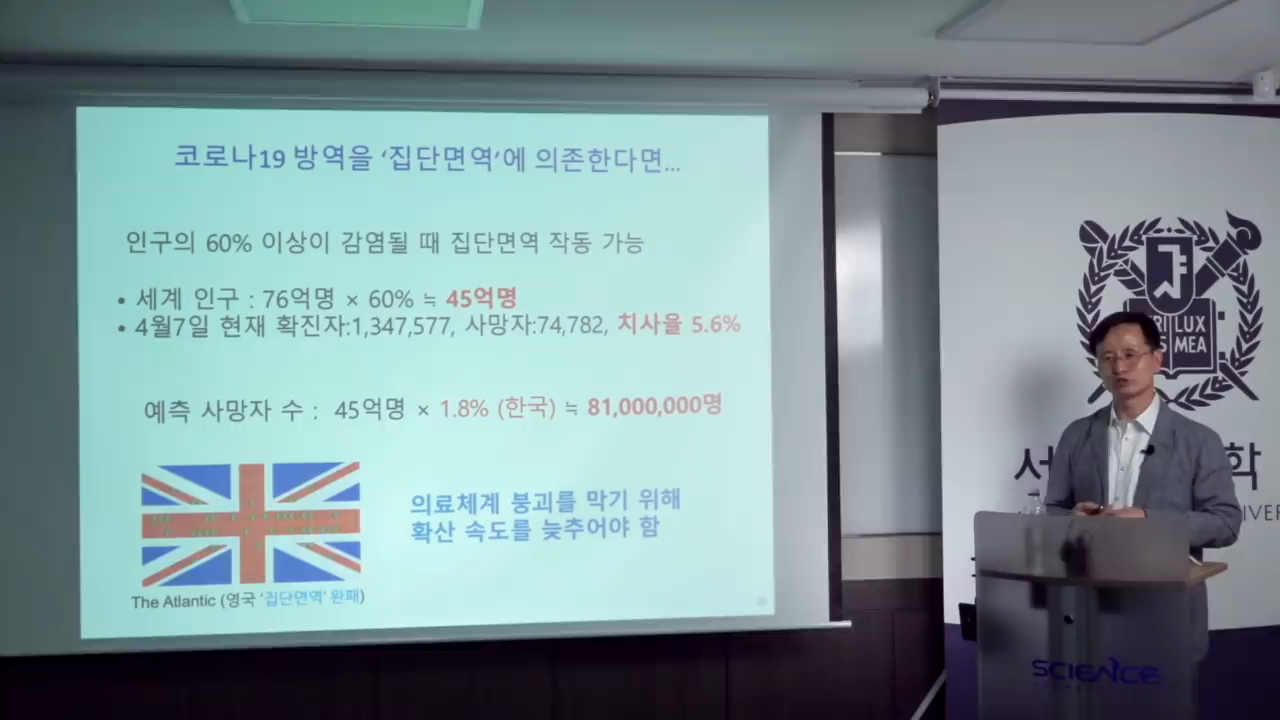 코로나19 방역을 ‘집단면역’에 의존한다면...
인구의 60% 이상이 감염될 때 집단면역 작동 가능
• 세계 인구 : 76억명 × 60% ≒ 45억명
• 4월7일 현재 확진자:1,347,577, 사망자:74,782, 치사율 5.6%
예측 사망자 수 : 45억명 × 1.8% (한국) ≒ 81,000,000명
의료체계 붕괴를 막기 위해
확산 속도를 늦추어야 함
The Atlantic (영국 ‘집단면역’ 완패)
LUX
MEA
서
학
IVER
SCIENCE